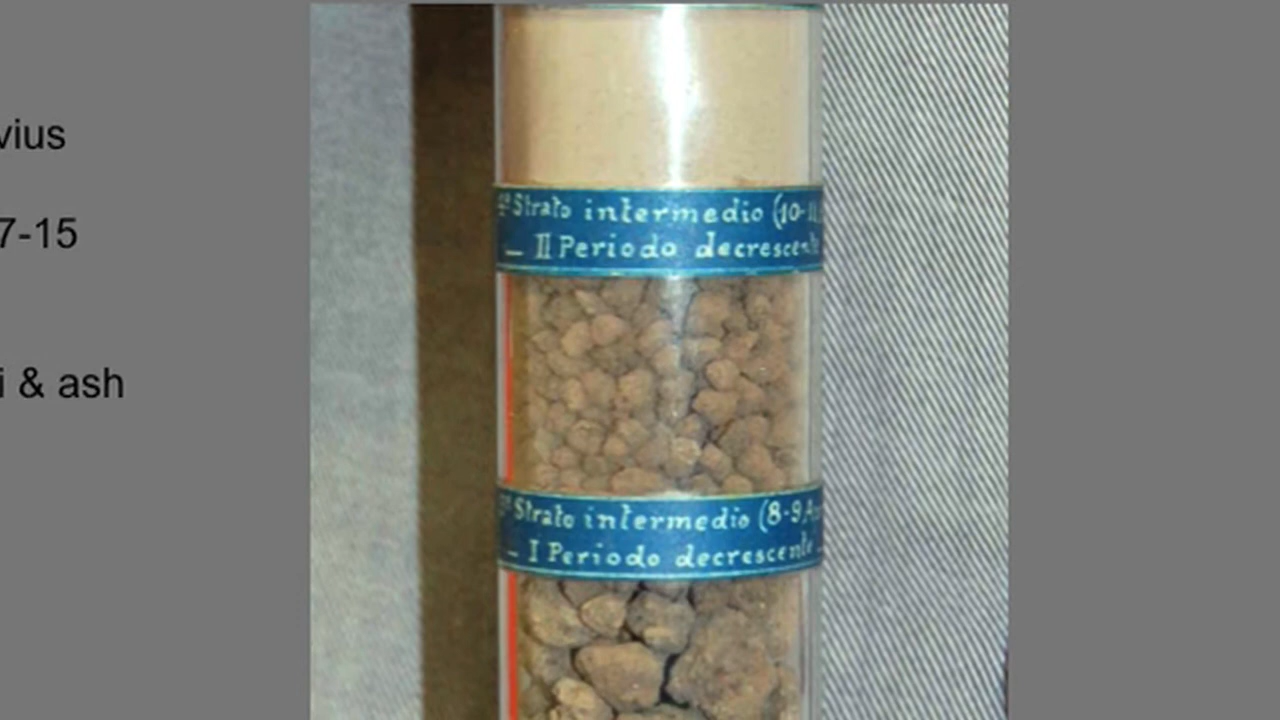 vius
7-15
i & ash
Strato intermedio (10-11
– II Periodo decrescente
Strato intermedio (8-9 A
– I Periodo decrescente –